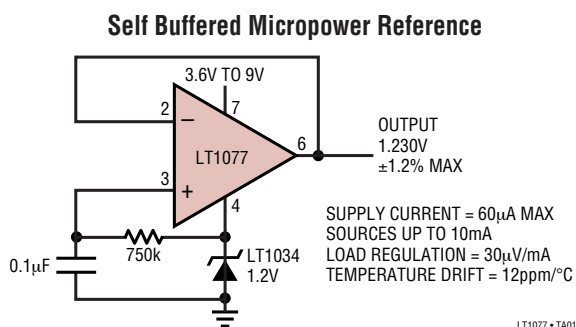 Self Buffered Micropower Reference
3.6V TO 9V
2
7
–
LT1077
6
OUTPUT
1.230V
±1.2% MAX
3
+
4
SUPPLY CURRENT = 60µA MAX
SOURCES UP TO 10mA
LOAD REGULATION = 30µV/mA
TEMPERATURE DRIFT = 12ppm/°C
750k
LT1034
1.2V
0.1µF
LT1077 • TA01